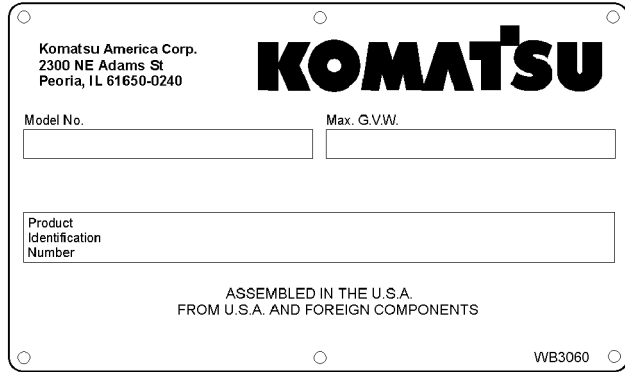 Komatsu America Corp.
2300 NE Adams St
Peoria, IL 61650-0240
KOMATSU
Model No.
Max. G.V.W.
Product
Identification
Number
ASSEMBLED IN THE U.S.A.
FROM U.S.A. AND FOREIGN COMPONENTS
WB3060